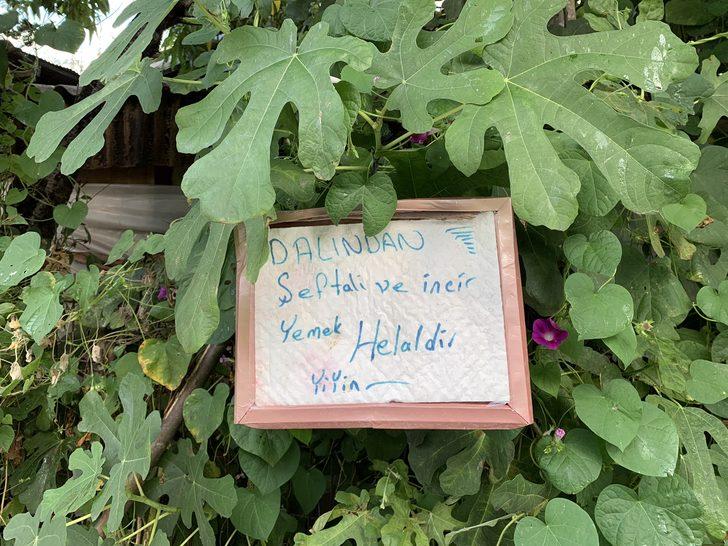 DALINDAN
Şeftali ve incir
Yemek Helaldir
YiYin